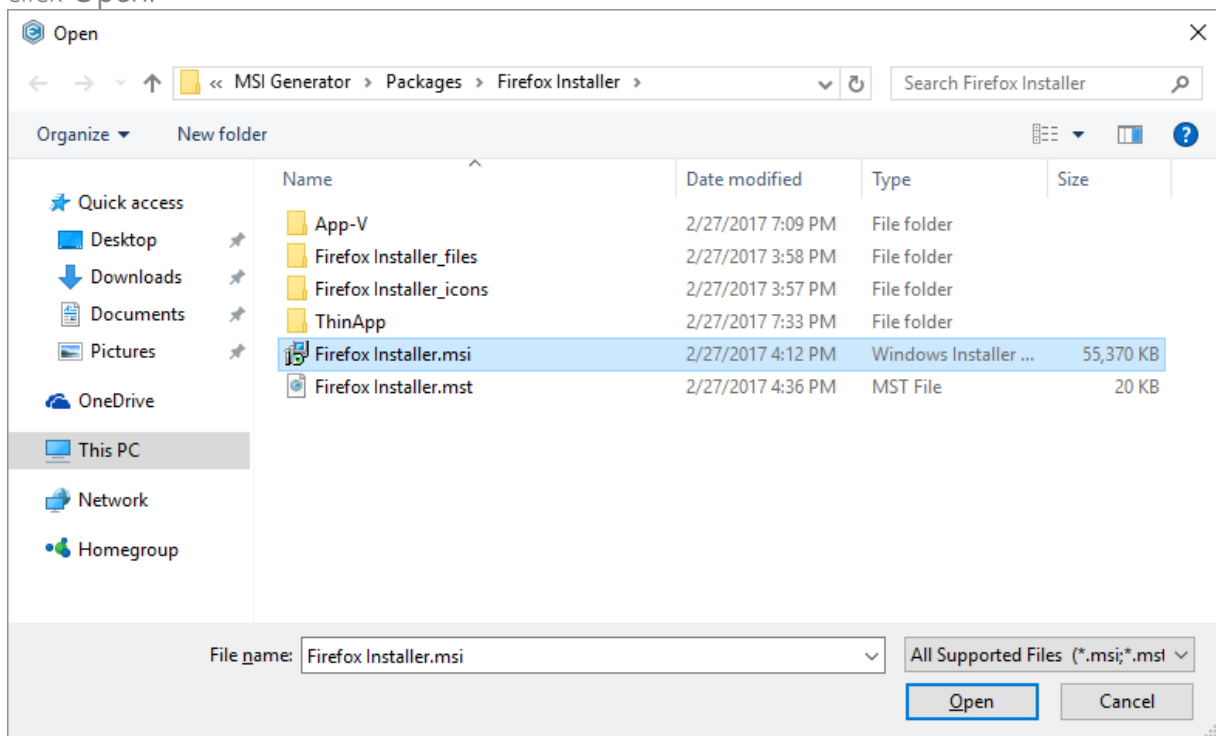 click Open.
Open
« MSI Generator > Packages > Firefox Installer >
Search Firefox Installer
Organize
New folder
Name Date modified Type Size
Quick access
Desktop
Downloads
Documents
Pictures
OneDrive
This PC
Network
Homegroup
App-V 2/27/2017 7:09 PM File folder
Firefox Installer_files 2/27/2017 3:58 PM File folder
Firefox Installer_icons 2/27/2017 3:57 PM File folder
ThinApp 2/27/2017 7:33 PM File folder
Firefox Installer.msi 2/27/2017 4:12 PM Windows Installer ... 55,370 KB
Firefox Installer.mst 2/27/2017 4:36 PM MST File 20 KB
File name: Firefox Installer.msi
All Supported Files (*.msi;*.mst
Open Cancel